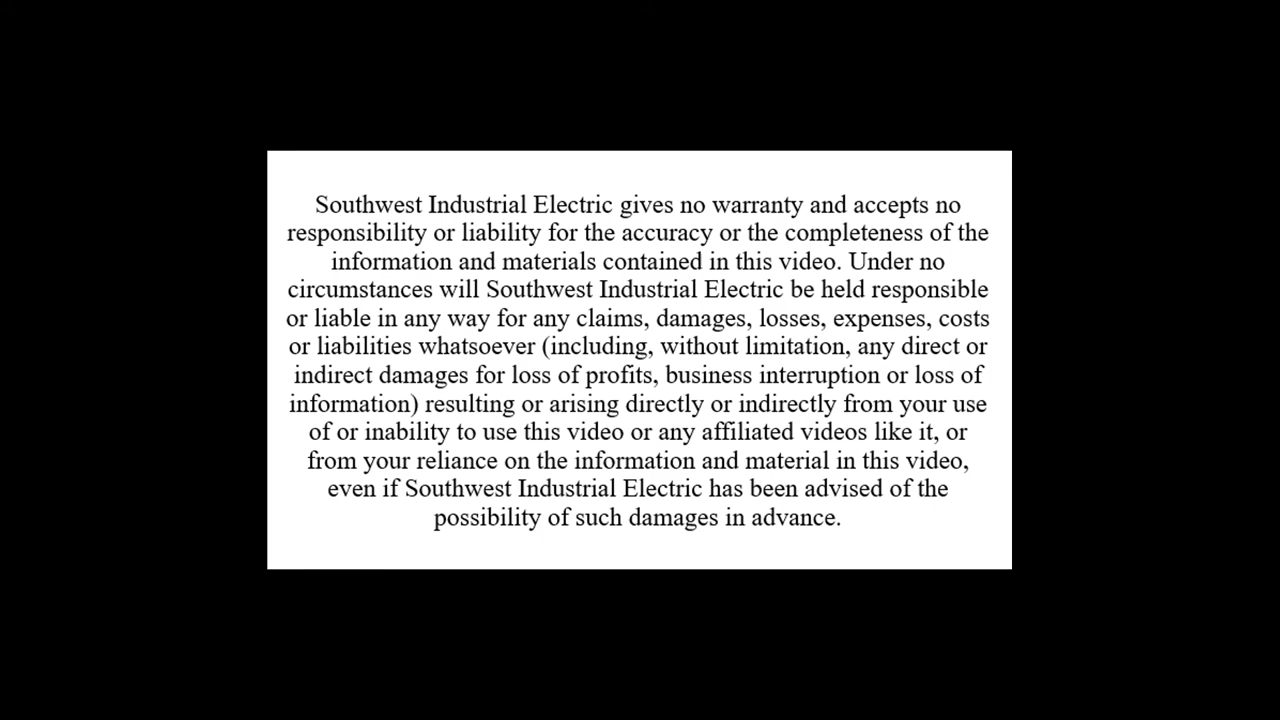 Southwest Industrial Electric gives no warranty and accepts no
responsibility or liability for the accuracy or the completeness of the
information and materials contained in this video. Under no
circumstances will Southwest Industrial Electric be held responsible
or liable in any way for any claims, damages, losses, expenses, costs
or liabilities whatsoever (including, without limitation, any direct or
indirect damages for loss of profits, business interruption or loss of
information) resulting or arising directly or indirectly from your use
of or inability to use this video or any affiliated videos like it, or
from your reliance on the information and material in this video,
even if Southwest Industrial Electric has been advised of the
possibility of such damages in advance.